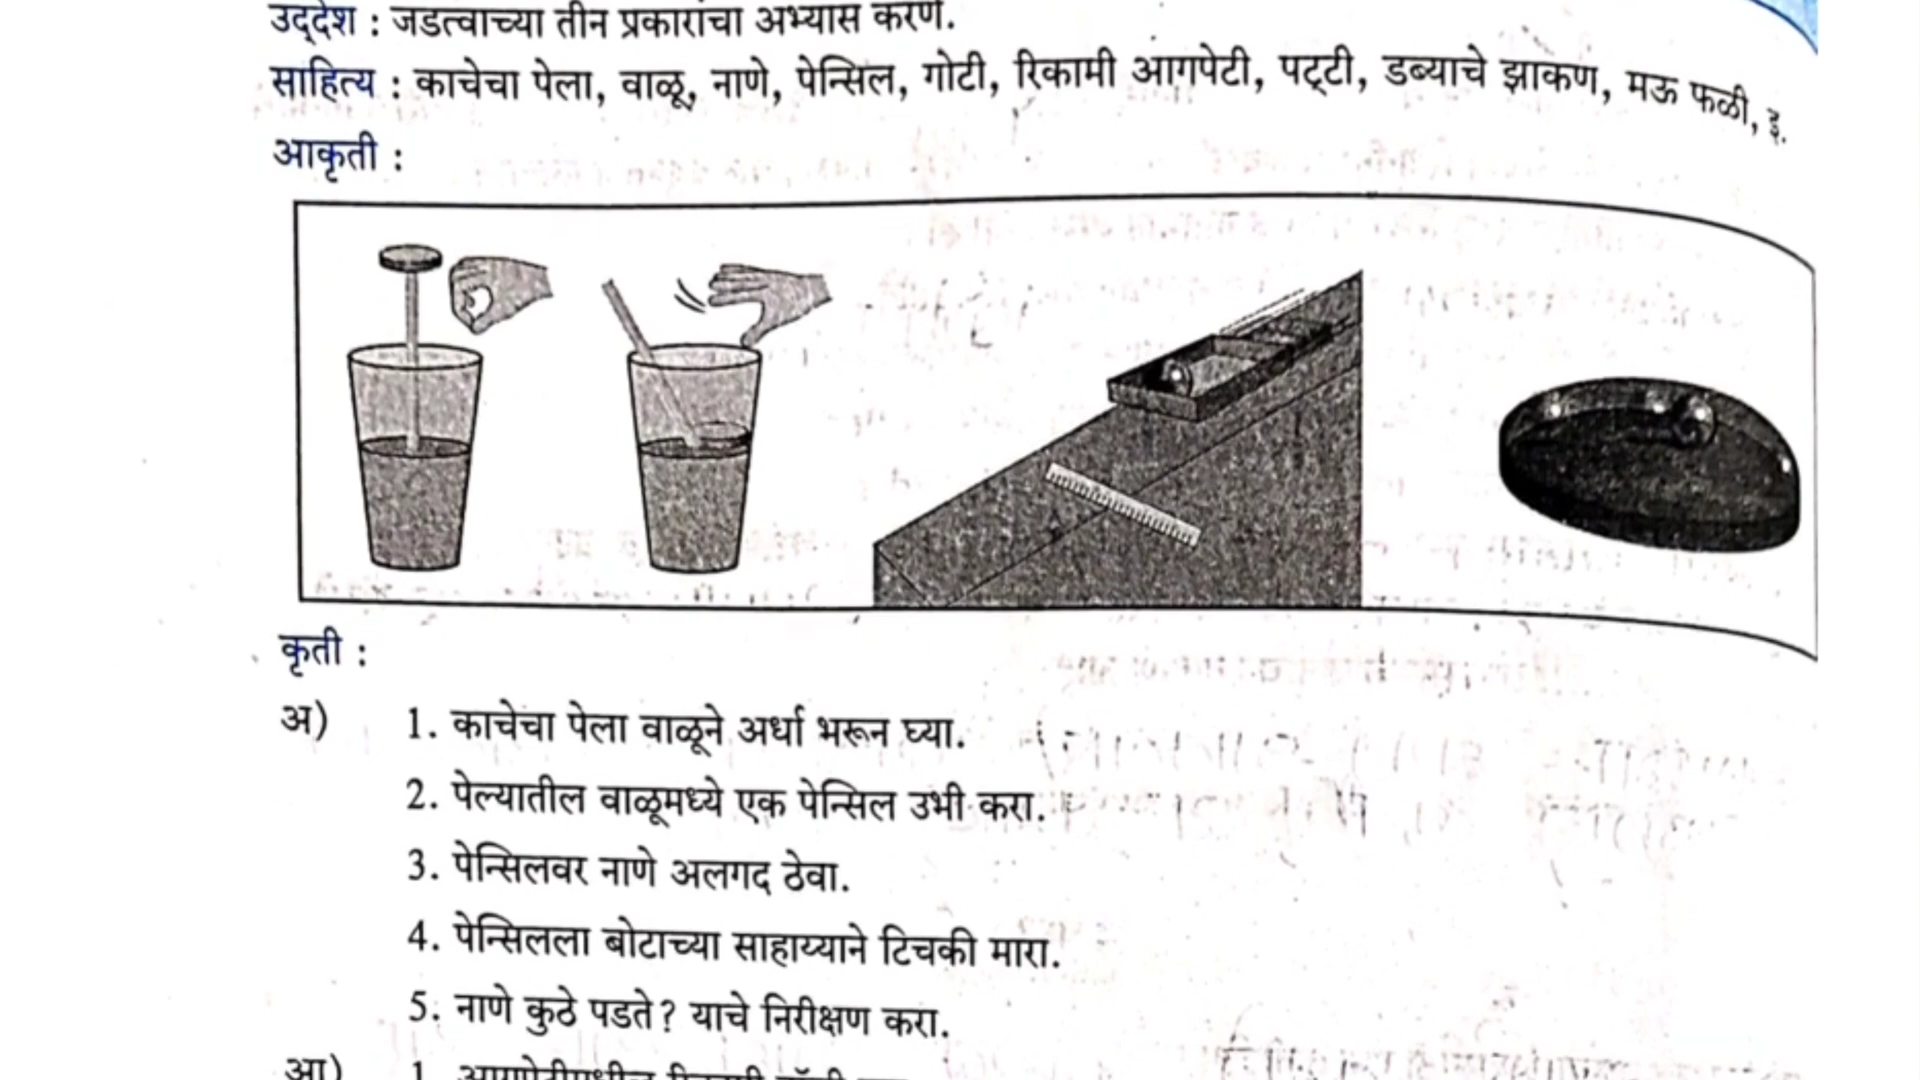 उद्देश : जडत्वाच्या तीन प्रकारांचा अभ्यास करणे.
साहित्य : काचेचा पेला, वाळू, नाणे, पेन्सिल, गोटी, रिकामी आगपेटी, पट्टी, डब्याचे झाकण, मऊ फळी, इ.
आकृती :
कृती :
अ) 1. काचेचा पेला वाळूने अर्धा भरून घ्या.
2. पेल्यातील वाळूमध्ये एक पेन्सिल उभी करा.
3. पेन्सिलवर नाणे अलगद ठेवा.
4. पेन्सिलला बोटाच्या साहाय्याने टिचकी मारा.
5. नाणे कुठे पडते? याचे निरीक्षण करा.
आ) 1.